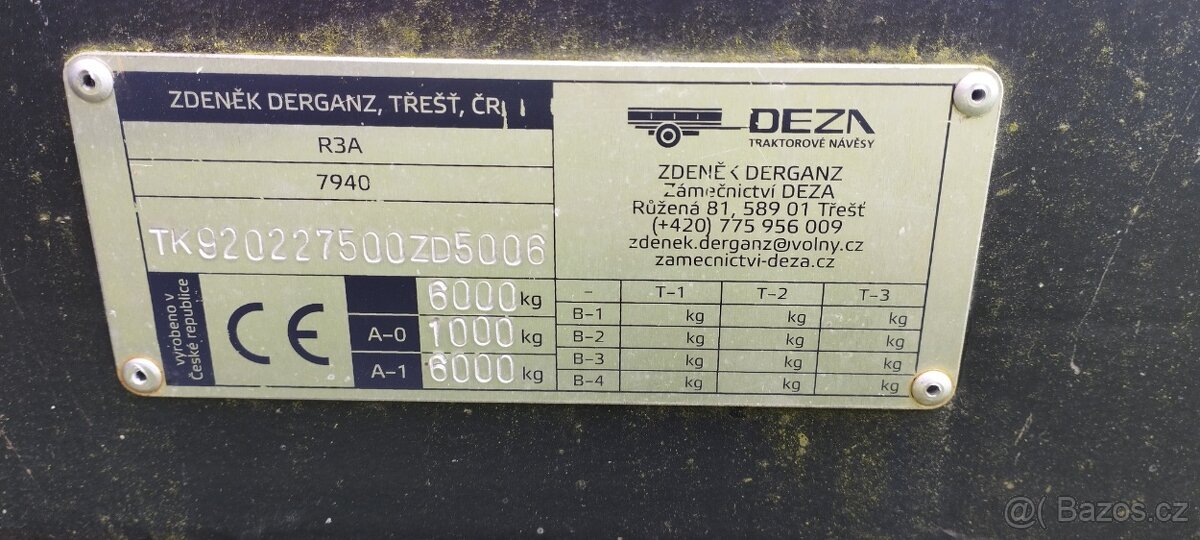 ZDENĚK DERGANZ, TŘEŠŤ, ČR
R3A
7940
TK920227500ZD5006
DEZA
TRAKTOROVÉ NÁVĚSY
ZDENĚK DERGANZ
Zámečnictví DEZA
Růžená 81, 589 01 Třešť
(+420) 775 956 009
zdenek.derganz@volny.cz
zamecnictvi-deza.cz
vyrobeno v
České republice
CE
6000 kg
A-0 1000 kg
A-1 6000 kg
- T-1 T-2 T-3
B-1 kg kg kg
B-2 kg kg kg
B-3 kg kg kg
B-4 kg kg kg
@( Bazos.cz